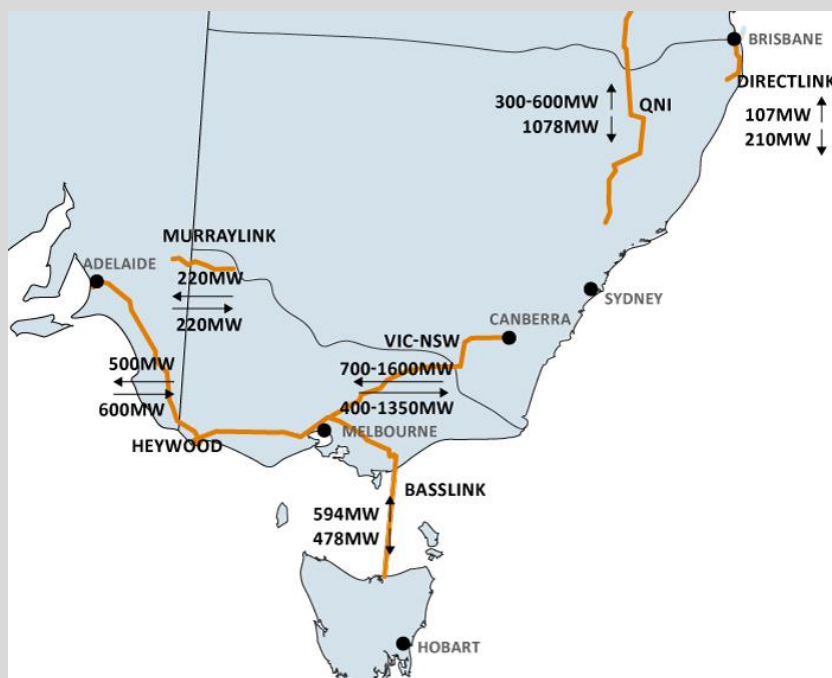 BRISBANE
DIRECTLINK
107MW
210MW
300-600MW
QNI
1078MW
MURRAYLINK
220MW
220MW
ADELAIDE
SYDNEY
CANBERRA
VIC-NSW
700-1600MW
400-1350MW
500MW
600MW
HEYWOOD
MELBOURNE
BASSLINK
594MW
478MW
HOBART